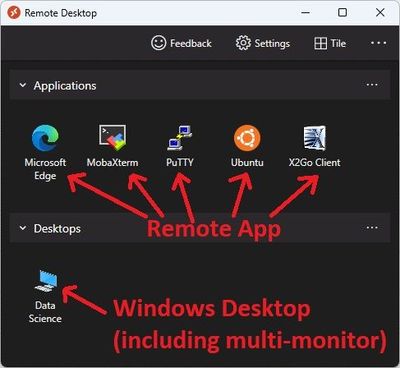 Remote Desktop
Feedback
Settings
Tile
Applications
Microsoft
Edge
MobaXterm
PuTTY
Ubuntu
X2Go Client
Remote App
Desktops
Data
Science
Windows Desktop
(including multi-monitor)